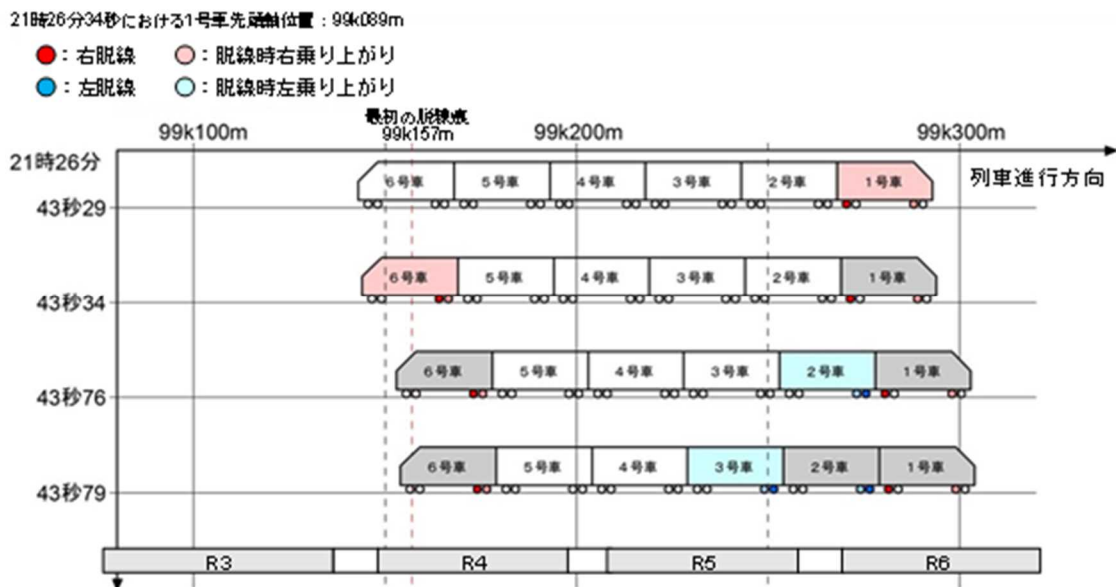 21時26分34秒における1号車先頭軸位置：99k089m
：右脱線 ：脱線時右乗り上がり
：左脱線 ：脱線時左乗り上がり
最初の脱線痕
99k100m 99k157m 99k200m 99k300m
21時26分
6号車 5号車 4号車 3号車 2号車 1号車
列車進行方向
43秒29
6号車 5号車 4号車 3号車 2号車 1号車
43秒34
6号車 5号車 4号車 3号車 2号車 1号車
43秒76
6号車 5号車 4号車 3号車 2号車 1号車
43秒79
R3 R4 R5 R6